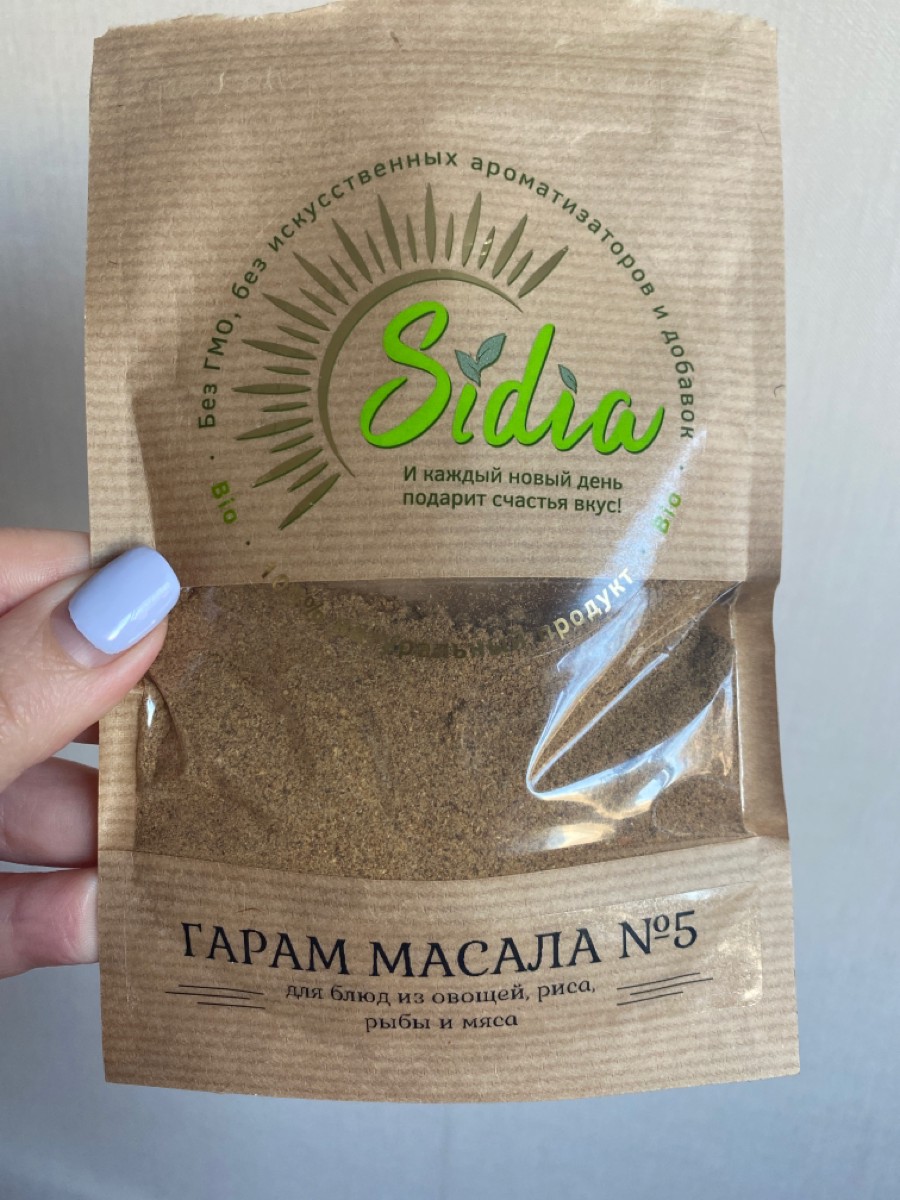 Без ГМО, без искусственных ароматизаторов и добавок
Sidia
И каждый новый день
подарит счастья вкус!
Bio
Bio
продукт
ГАРАМ МАСАЛА №5
для блюд из овощей, риса,
рыбы и мяса